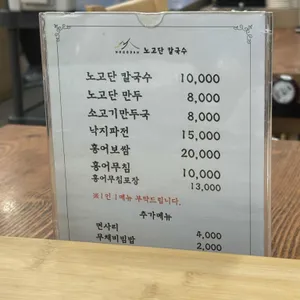 노고단 칼국수
노고단 칼국수 10,000
노고단 만두 8,000
소고기만두국 8,000
낙지파전 15,000
홍어보쌈 20,000
홍어무침 10,000
홍어무침포장 13,000
※1인 1메뉴 부탁드립니다.
추가메뉴
면사리 4,000
무채비빔밥 2,000